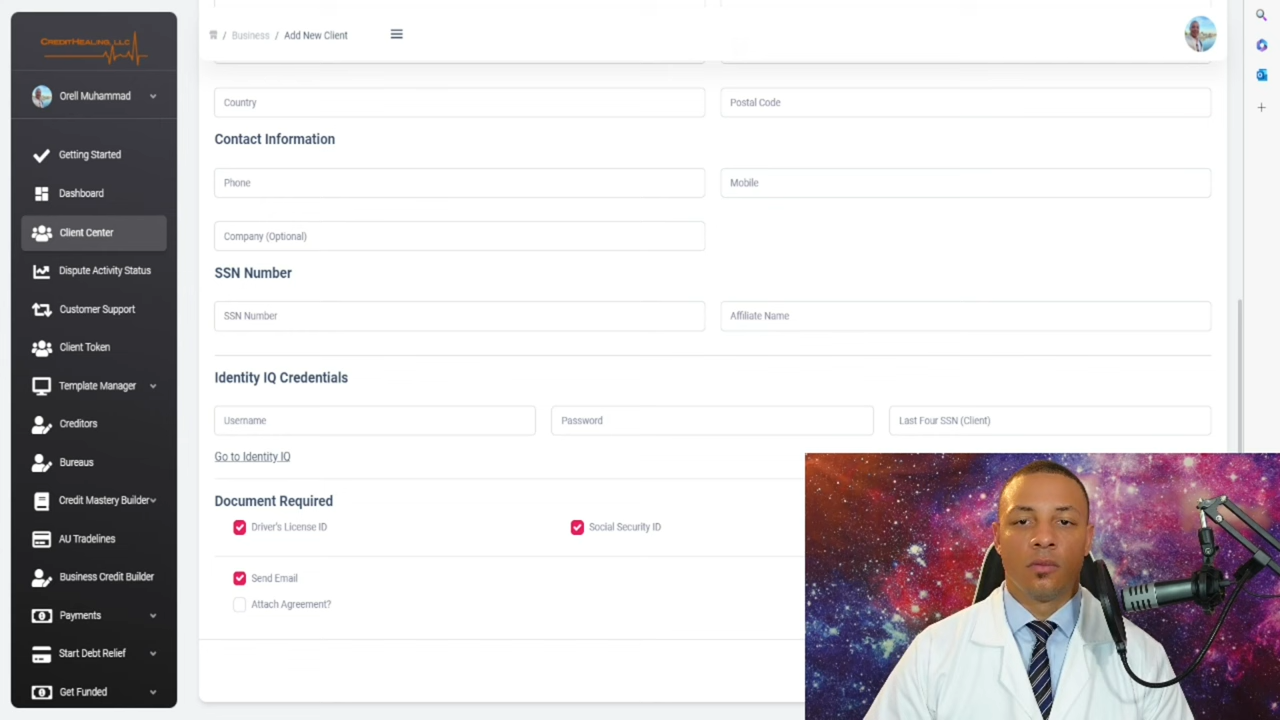 CREDITHEALING, LLC
Orell Muhammad
Getting Started
Dashboard
Client Center
Dispute Activity Status
Customer Support
Client Token
Template Manager
Creditors
Bureaus
Credit Mastery Builder
AU Tradelines
Business Credit Builder
Payments
Start Debt Relief
Get Funded
/ Business / Add New Client
Country
Postal Code
Contact Information
Phone
Mobile
Company (Optional)
SSN Number
SSN Number
Affiliate Name
Identity IQ Credentials
Username
Password
Last Four SSN (Client)
Go to Identity IQ
Document Required
Driver's License ID
Social Security ID
Send Email
Attach Agreement?